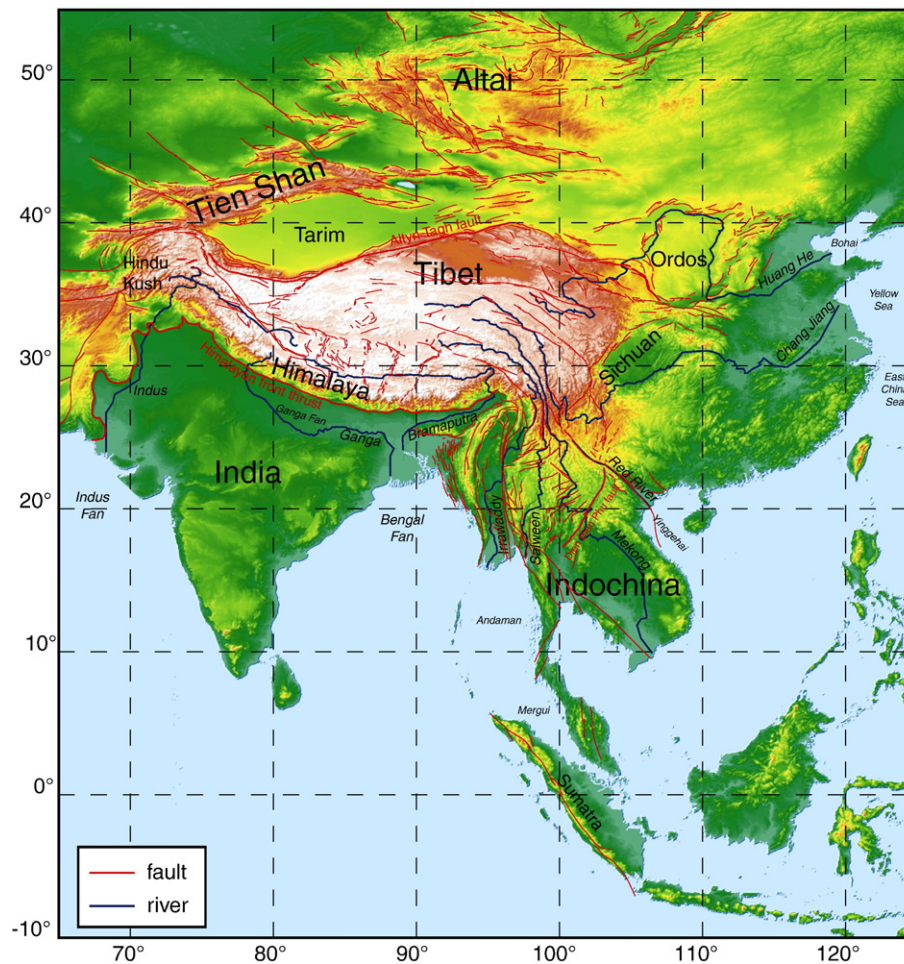 50°
Altai
Tien Shan
40°
Tarim
Altyn Tagh fault
Tibet
Ordos
Huang He
Bohai
Hindu
Kush
Yellow
Sea
Chang Jiang
30°
Himalaya
Himalayan front thrust
Sichuan
East
China
Sea
Indus
Ganga Fan
Ganga
Bramaputra
India
Red River
20°
Indus
Fan
Bengal
Fan
Irrawaddy
Salween
Yinggehai
Mekong
Indochina
Andaman
10°
Mergui
0°
Sumatra
fault
river
-10°
70°
80°
90°
100°
110°
120°